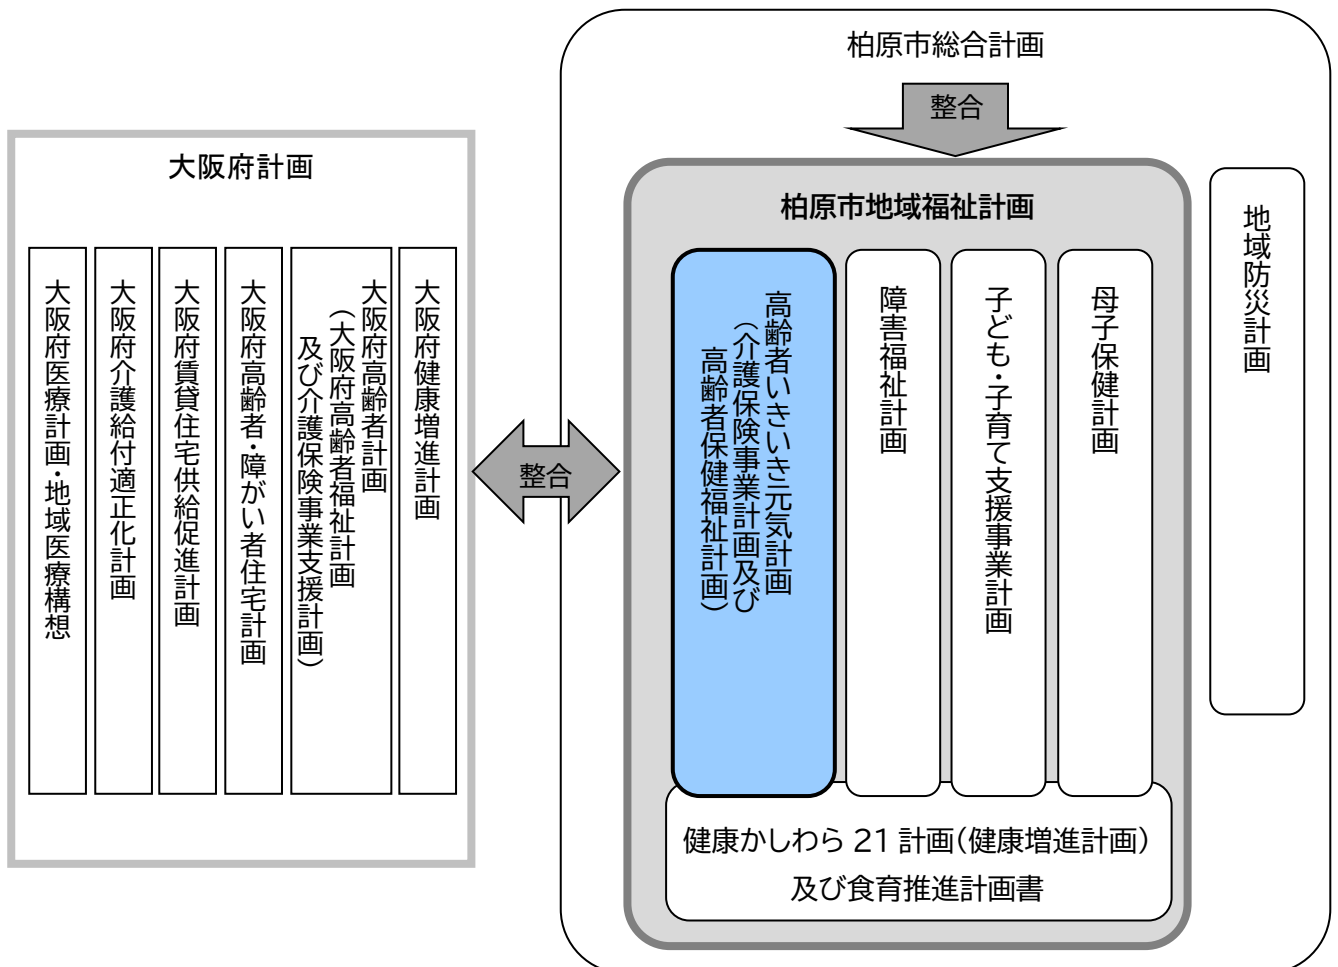 柏原市総合計画
整合
大阪府計画
大阪府医療計画・地域医療構想
大阪府介護給付適正化計画
大阪府賃貸住宅供給促進計画
大阪府高齢者・障がい者住宅計画
大阪府高齢者計画
（大阪府高齢者福祉計画
及び介護保険事業支援計画）
大阪府健康増進計画
整合
柏原市地域福祉計画
高齢者いきいき元気計画
（介護保険事業計画及び
高齢者保健福祉計画）
障害福祉計画
子ども・子育て支援事業計画
母子保健計画
健康かしわら 21 計画（健康増進計画）
及び食育推進計画書
地域防災計画